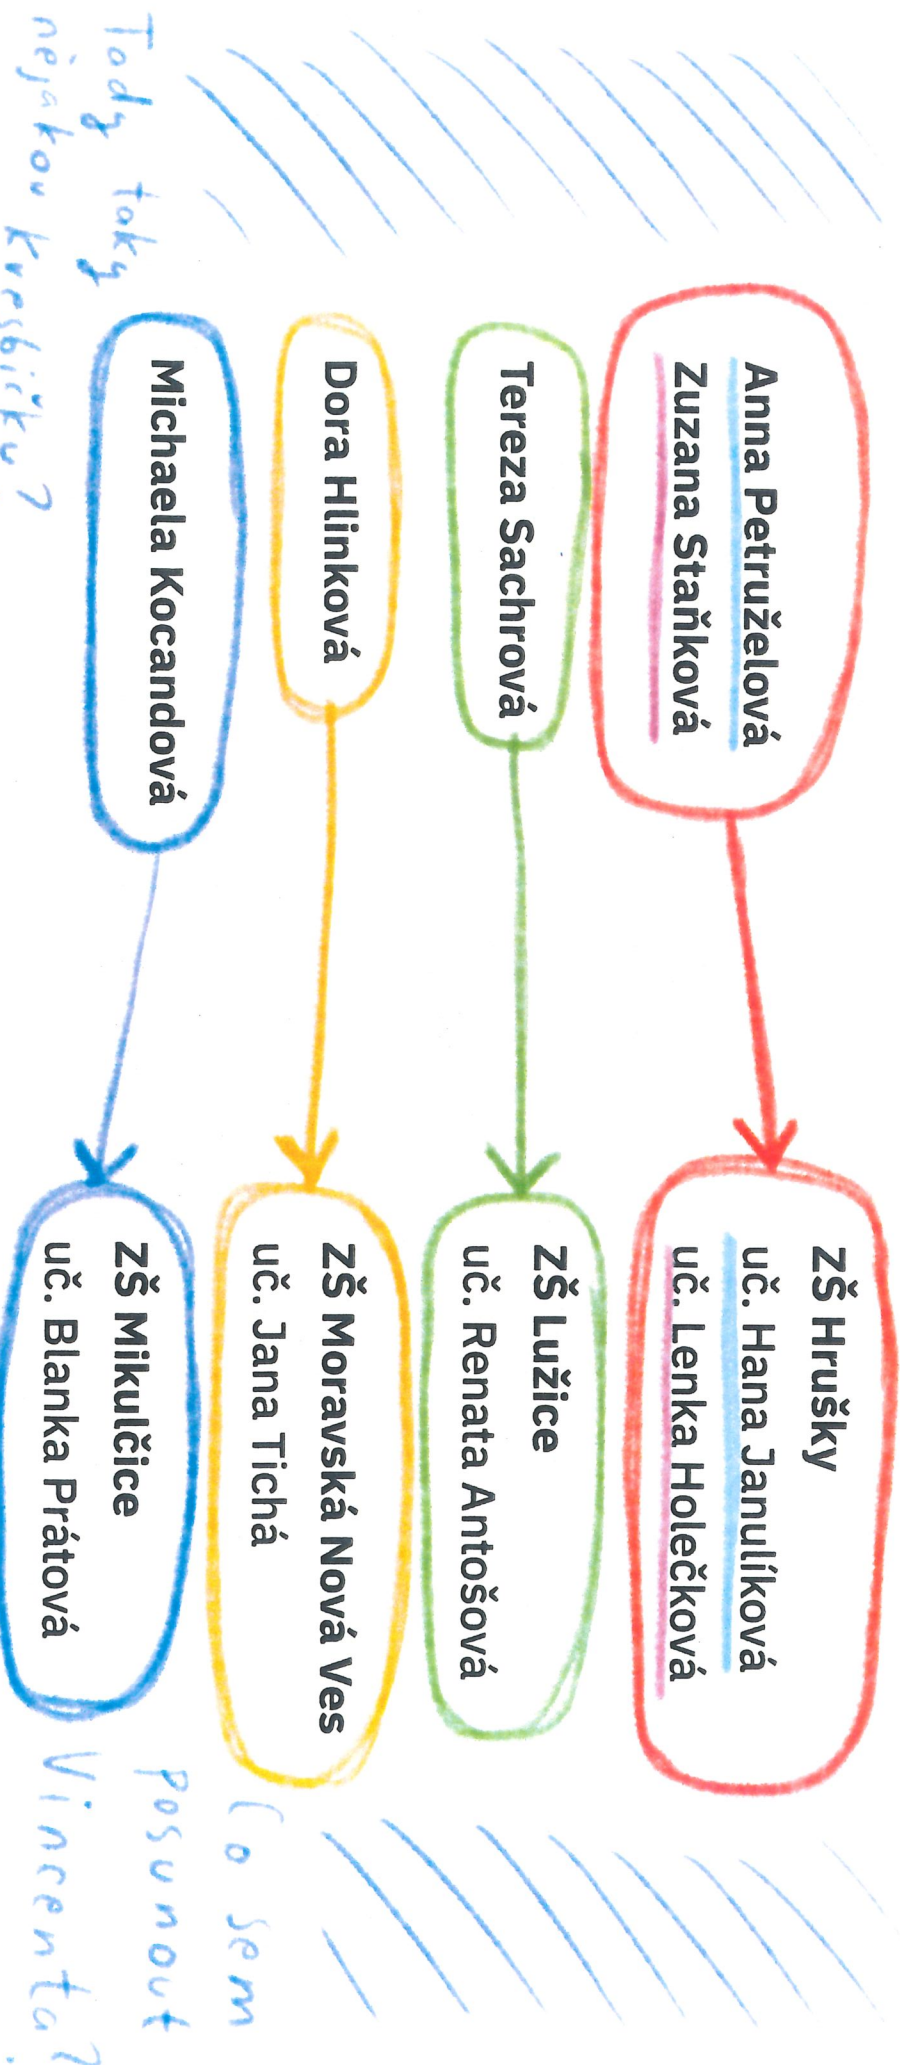 Anna Petruželová
Zuzana Staňková
ZŠ Hrušky
uč. Hana Janulíková
uč. Lenka Holečková
Tereza Sachrová
ZŠ Lužice
uč. Renata Antošová
Dora Hlinková
ZŠ Moravská Nová Ves
uč. Jana Tichá
Michaela Kocandová
ZŠ Mikulčice
uč. Blanka Prátová
Tady taky
nějakou kresbičku?
Co sem
posunout
Vincenta?